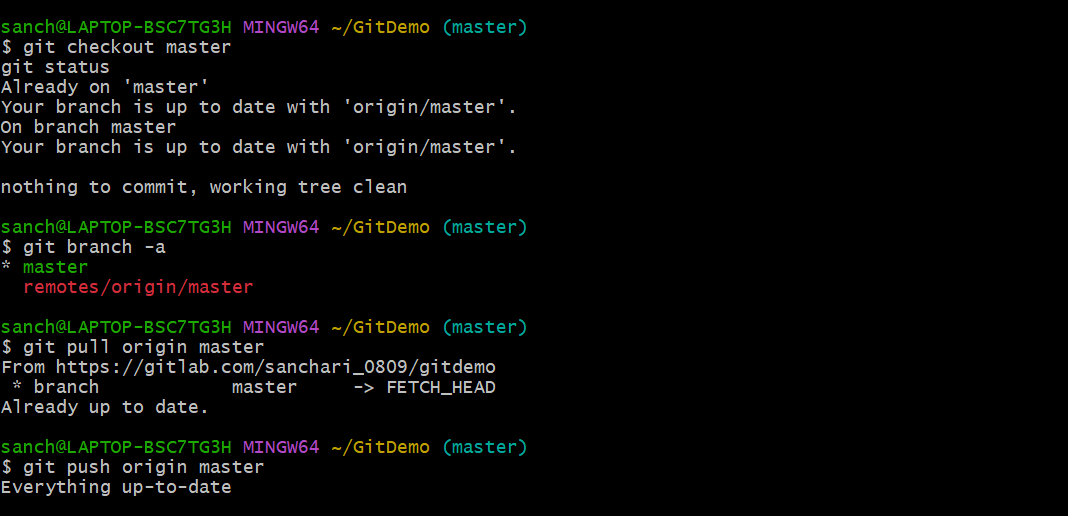 sanch@LAPTOP-BSC7TG3H MINGW64 ~/GitDemo (master)
$ git checkout master
git status
Already on 'master'
Your branch is up to date with 'origin/master'.
On branch master
Your branch is up to date with 'origin/master'.
nothing to commit, working tree clean
sanch@LAPTOP-BSC7TG3H MINGW64 ~/GitDemo (master)
$ git branch -a
* master
  remotes/origin/master
sanch@LAPTOP-BSC7TG3H MINGW64 ~/GitDemo (master)
$ git pull origin master
From https://gitlab.com/sanchari_0809/gitdemo
 * branch            master     -> FETCH_HEAD
Already up to date.
sanch@LAPTOP-BSC7TG3H MINGW64 ~/GitDemo (master)
$ git push origin master
Everything up-to-date